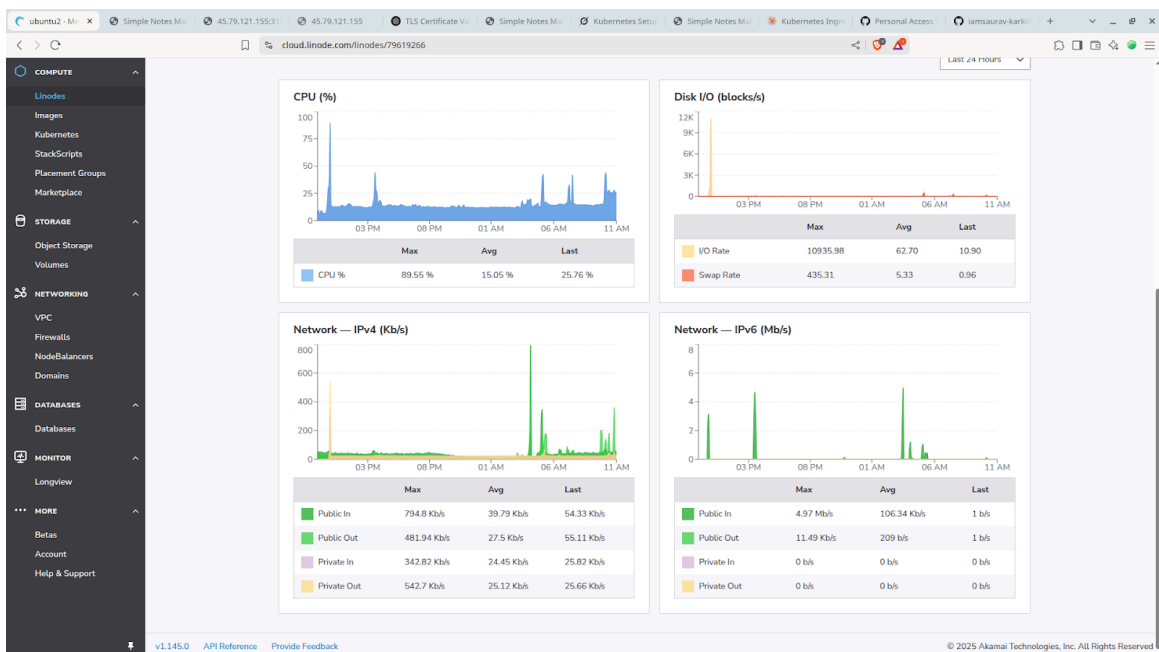 ubuntu2 - Me
Simple Notes Ma
45.79.121.155:31
45.79.121.155
TLS Certificate Va
Simple Notes Ma
Kubernetes Setup
Simple Notes Mai
Kubernetes Ingre
Personal Access T
iamsaurav-karki/
cloud.linode.com/linodes/79619266
COMPUTE
Linodes
Images
Kubernetes
StackScripts
Placement Groups
Marketplace
STORAGE
Object Storage
Volumes
NETWORKING
VPC
Firewalls
NodeBalancers
Domains
DATABASES
Databases
MONITOR
Longview
MORE
Betas
Account
Help & Support
Last 24 Hours
CPU (%)
100
75
50
25
0
03 PM 08 PM 01 AM 06 AM 11 AM
Max Avg Last
CPU % 89.55 % 15.05 % 25.76 %
Disk I/O (blocks/s)
12K
9K
6K
3K
0
03 PM 08 PM 01 AM 06 AM 11 AM
Max Avg Last
I/O Rate 10935.98 62.70 10.90
Swap Rate 435.31 5.33 0.96
Network — IPv4 (Kb/s)
800
600
400
200
0
03 PM 08 PM 01 AM 06 AM 11 AM
Max Avg Last
Public In 794.8 Kb/s 39.79 Kb/s 54.33 Kb/s
Public Out 481.94 Kb/s 27.5 Kb/s 55.11 Kb/s
Private In 342.82 Kb/s 24.45 Kb/s 25.82 Kb/s
Private Out 542.7 Kb/s 25.12 Kb/s 25.66 Kb/s
Network — IPv6 (Mb/s)
8
6
4
2
0
03 PM 08 PM 01 AM 06 AM 11 AM
Max Avg Last
Public In 4.97 Mb/s 106.34 Kb/s 1 b/s
Public Out 11.49 Kb/s 209 b/s 1 b/s
Private In 0 b/s 0 b/s 0 b/s
Private Out 0 b/s 0 b/s 0 b/s
v1.145.0 API Reference Provide Feedback
© 2025 Akamai Technologies, Inc. All Rights Reserved